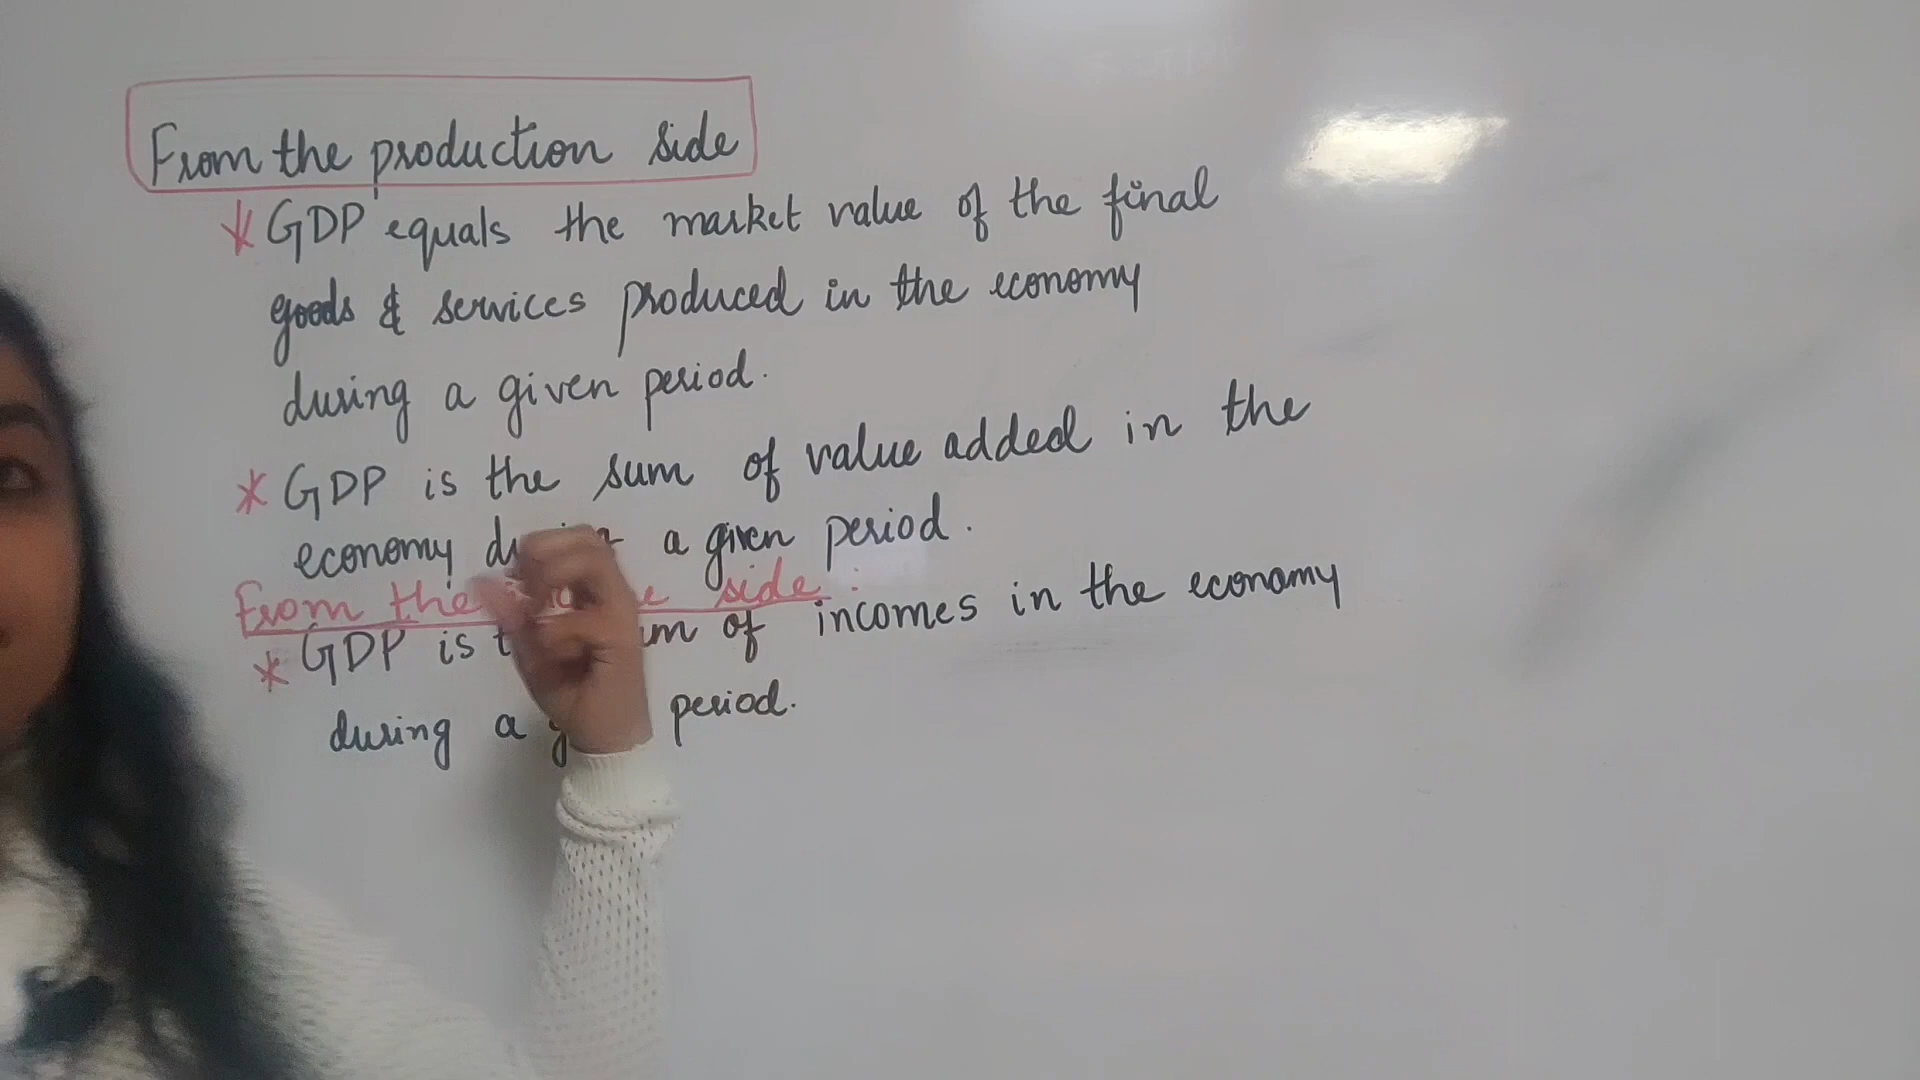 From the production side
* GDP equals the market value of the final
goods & services produced in the economy
during a given period.
* GDP is the sum of value added in the
economy a given period.
From the side :
* GDP is of incomes in the economy
during a period.